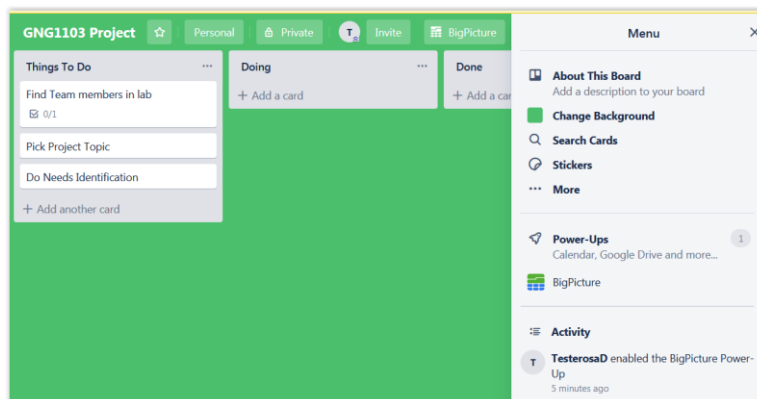 GNG1103 Project Personal Private T Invite BigPicture
Things To Do ...
Find Team members in lab
0/1
Pick Project Topic
Do Needs Identification
+ Add another card
Doing ...
+ Add a card
Done
+ Add a
Menu
About This Board
Add a description to your board
Change Background
Search Cards
Stickers
... More
Power-Ups 1
Calendar, Google Drive and more...
BigPicture
Activity
T TesterosaD enabled the BigPicture Power-
Up
5 minutes ago